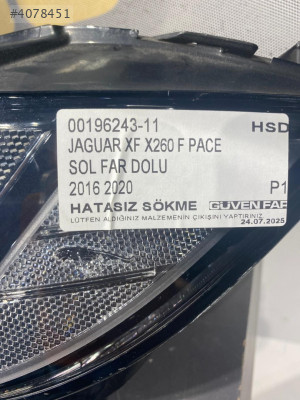 #4078451
00196243-11 HSD
JAGUAR XF X260 F PACE
SOL FAR DOLU
2016 2020 P1
HATASIZ SÖKME GÜVEN FAR
LÜTFEN ALDIĞINIZ MALZEMENİN ÇIKIŞINI YAPTIRINIZ.
24.07.2025